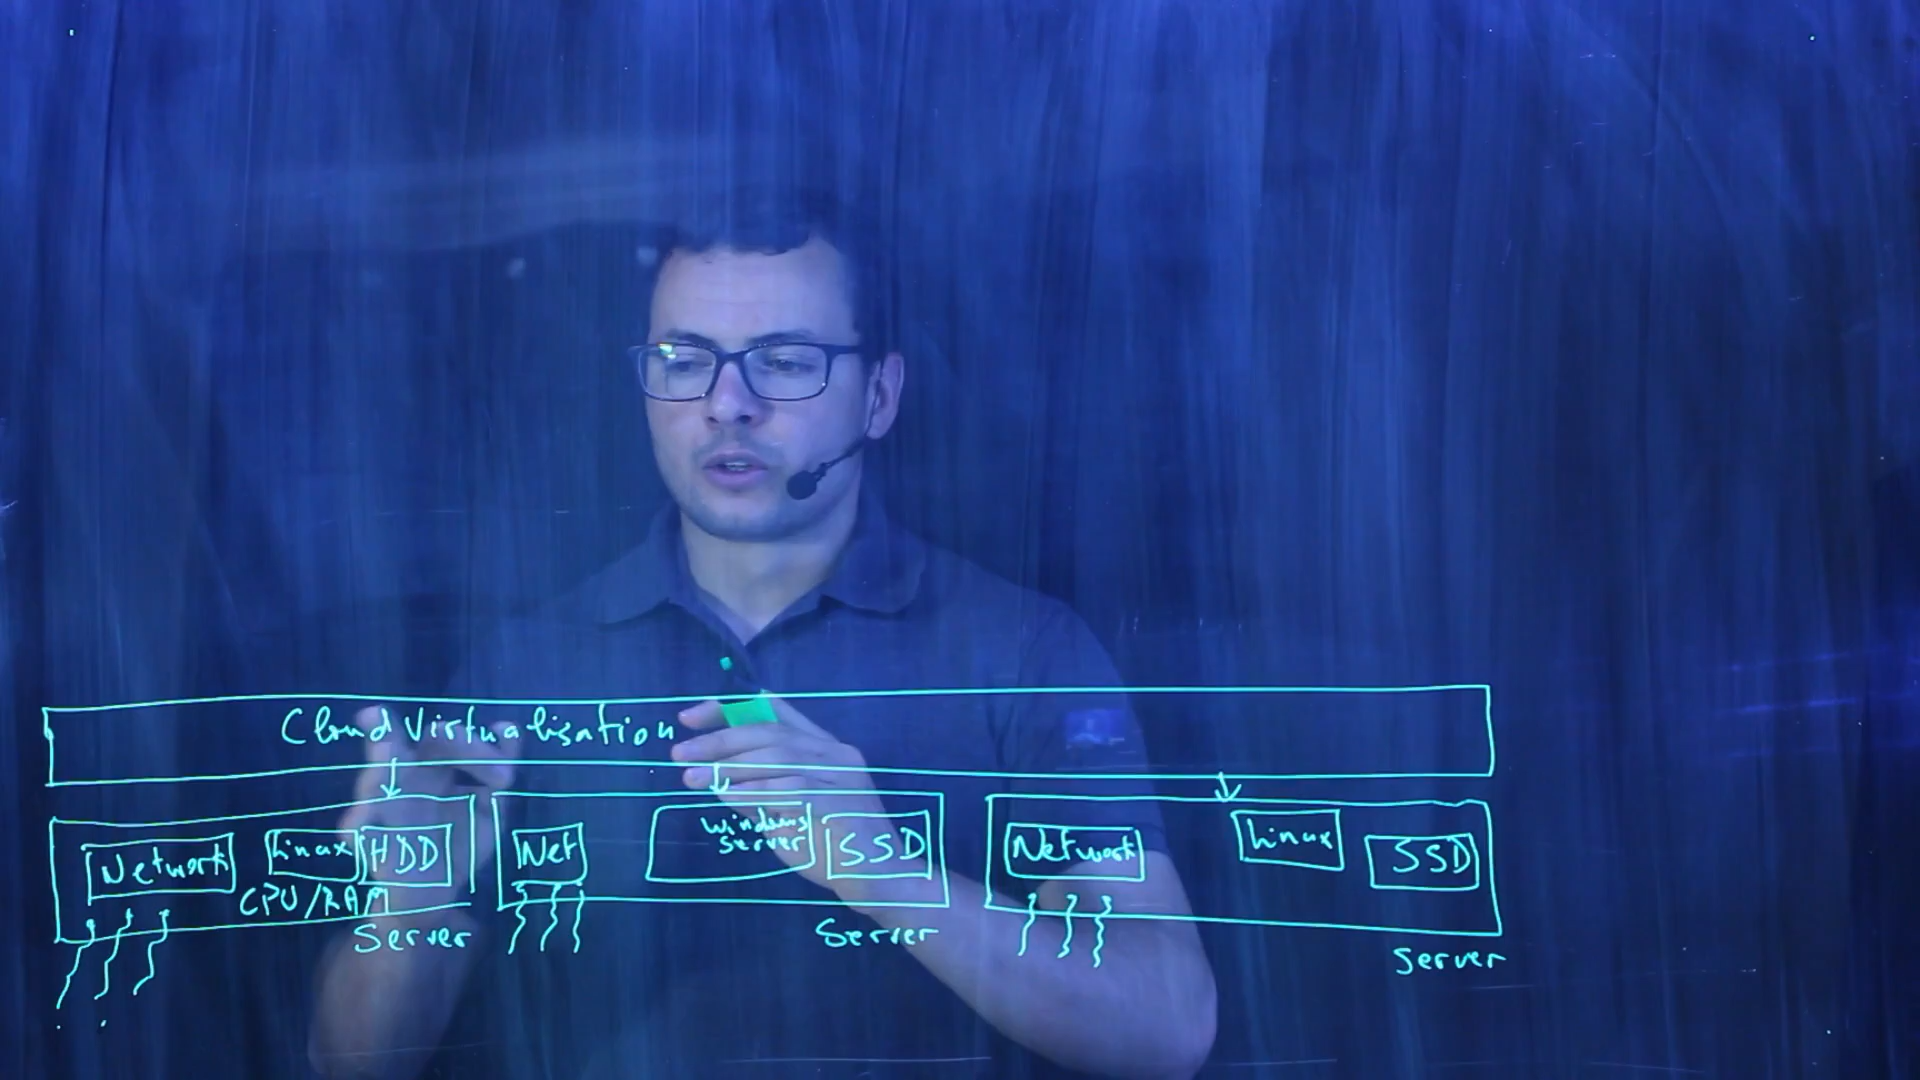 Cloud Virtualisation
Network
Linux
HDD
CPU/RAM
Server
Net
Windows
Server
SSD
Server
Network
Linux
SSD
Server